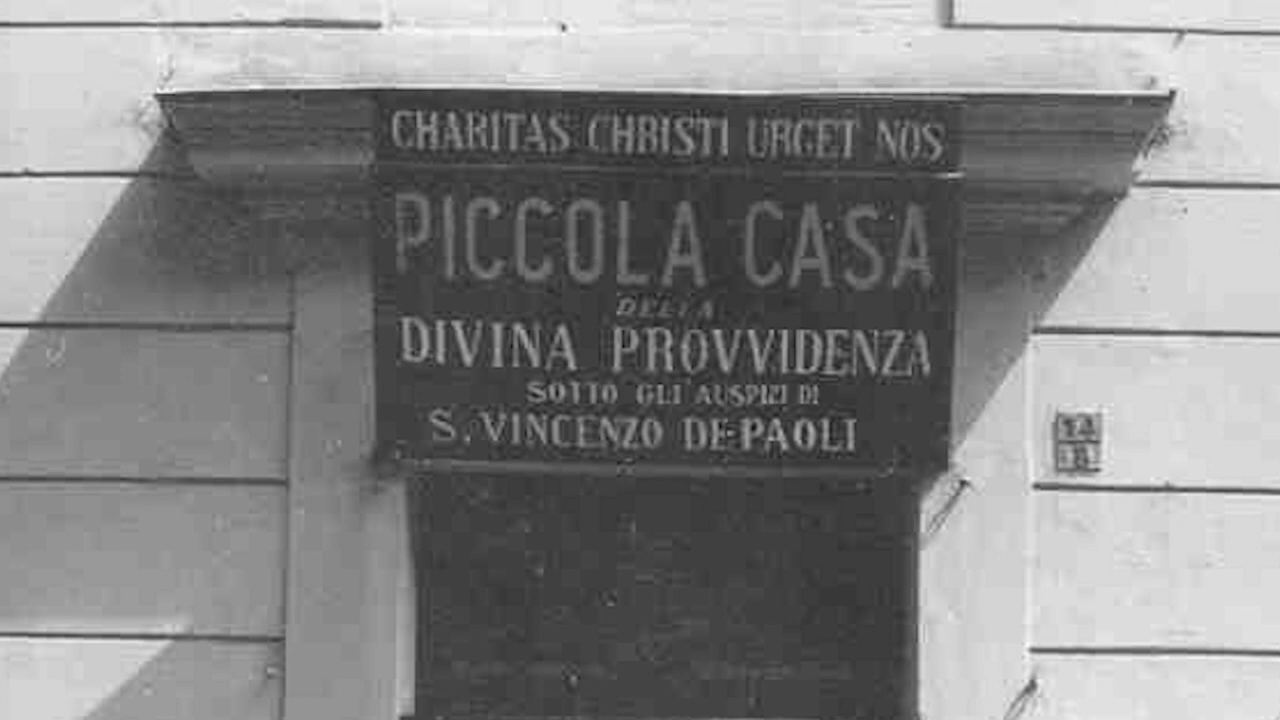 CHARITAS CHRISTI URGET NOS
PICCOLA CASA
DELLA
DIVINA PROVVIDENZA
SOTTO GLI AUSPIZI DI
S. VINCENZO DE-PAOLI